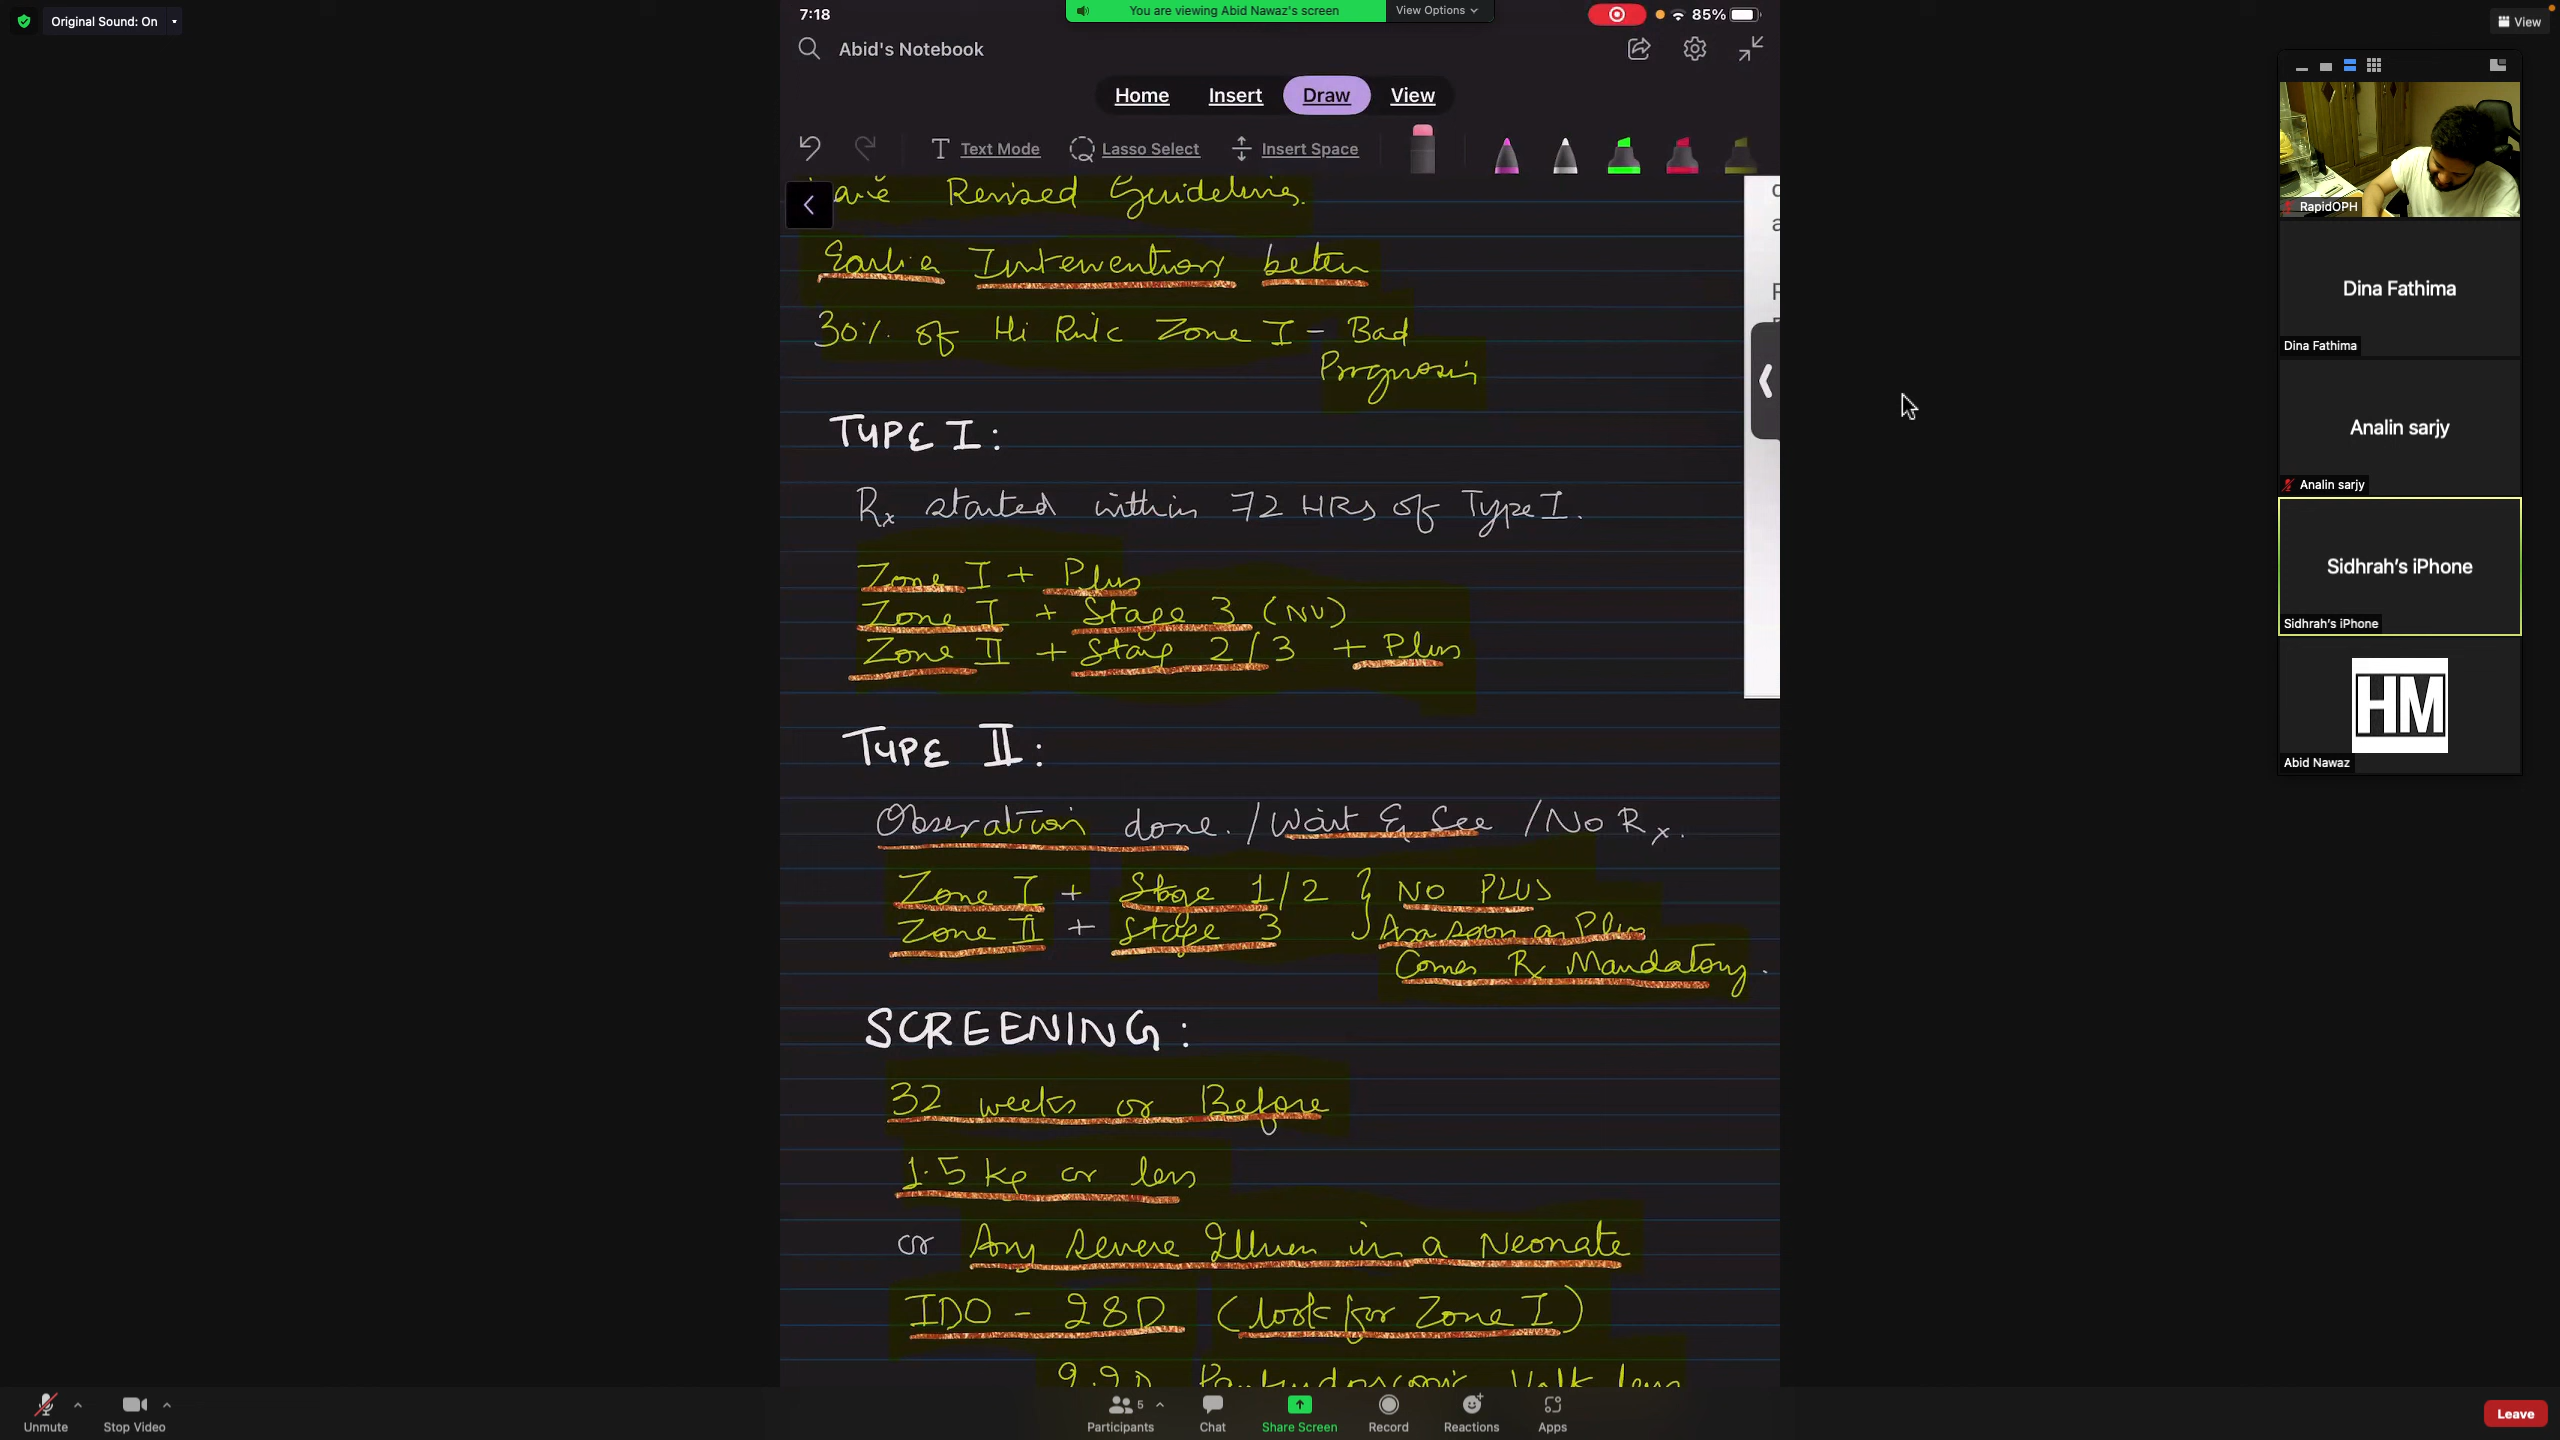 Original Sound: On
7:18
You are viewing Abid Nawaz's screen
View Options
85%
View
Abid's Notebook
Home Insert Draw View
Text Mode Lasso Select Insert Space
Revised Guidelines.
Earlier Intervention better
30% of Hi Risk Zone I - Bad
Prognosis
TYPE I:
Rx started within 72 HRs of Type I.
Zone I + Plus
Zone I + Stage 3 (NV)
Zone II + Stage 2/3 + Plus
TYPE II:
Observation done. / Wait & See / No Rx.
Zone I + Stage 1/2 } NO PLUS
Zone II + Stage 3 As soon as Plus
Comes Rx Mandatory.
SCREENING:
32 weeks or Before
1.5 kg or less
or Any severe Illness in a Neonate
IDO - 28D (look for Zone I)
RapidOPH
Dina Fathima
Dina Fathima
Analin sarjy
Analin sarjy
Sidhrah's iPhone
Sidhrah's iPhone
HM
Abid Nawaz
Unmute
Stop Video
5
Participants
Chat
Share Screen
Record
Reactions
Apps
Leave